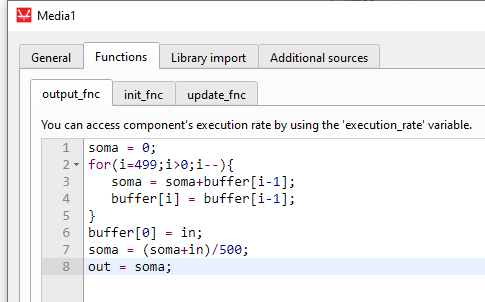 Media1
General Functions Library import Additional sources
output_fnc init_fnc update_fnc
You can access component's execution rate by using the 'execution_rate' variable.
1 soma = 0;
2 for(i=499;i>0;i--){
3 soma = soma+buffer[i-1];
4 buffer[i] = buffer[i-1];
5 }
6 buffer[0] = in;
7 soma = (soma+in)/500;
8 out = soma;